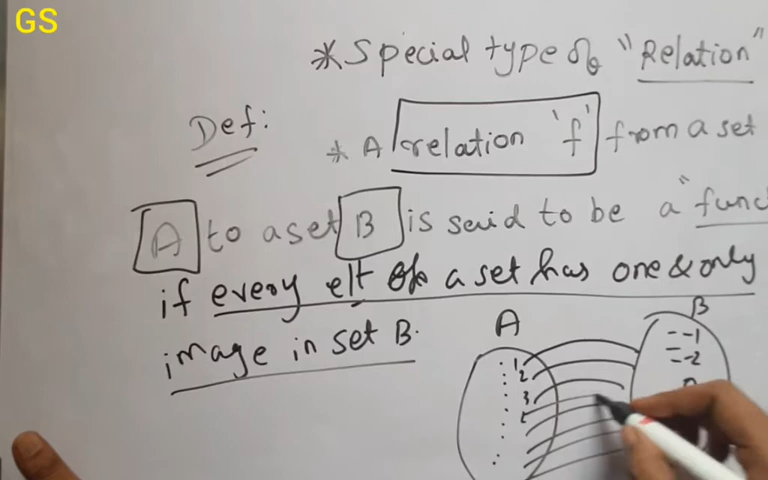 GS
*Special type of "Relation"
Def:
* A relation 'f' from a set
A to a set B is said to be a "func
if every elt of a set has one & only
image in set B.
A
B
1
2
3
-1
-2